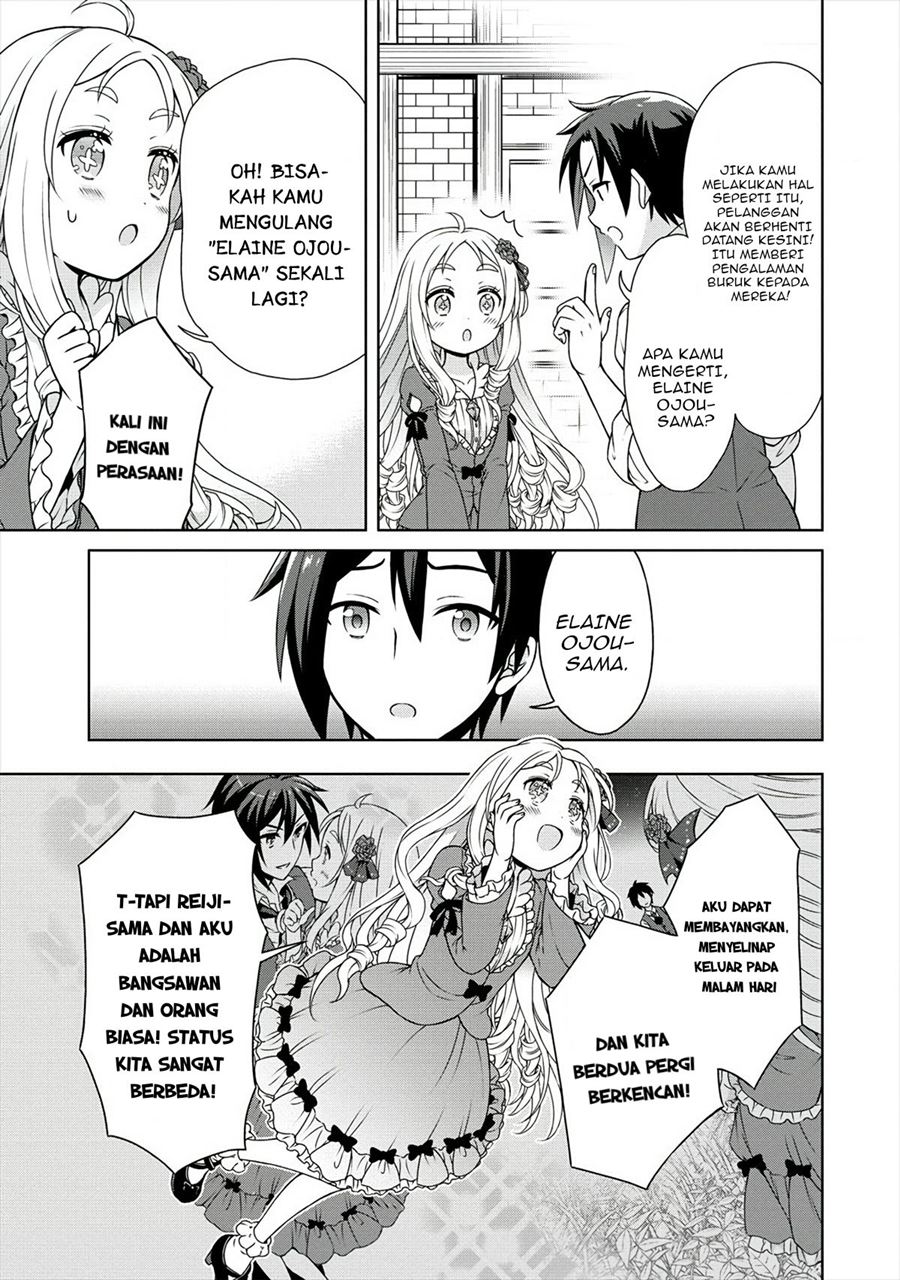 JIKA KAMU
MELAKUKAN HAL
SEPERTI ITU,
PELANGGAN
AKAN BERHENTI
DATANG KESINI!
ITU MEMBERI
PENGALAMAN
BURUK KEPADA
MEREKA!
APA KAMU
MENGERTI,
ELAINE
OJOU-
SAMA?
OH! BISA-
KAH KAMU
MENGULANG
"ELAINE OJOU-
SAMA" SEKALI
LAGI?
KALI INI
DENGAN
PERASAAN!
ELAINE
OJOU-
SAMA.
AKU DAPAT
MEMBAYANGKAN,
MENYELINAP
KELUAR PADA
MALAM HARI
DAN KITA
BERDUA PERGI
BERKENCAN!
T-TAPI REIJI-
SAMA DAN AKU
ADALAH
BANGSAWAN
DAN ORANG
BIASA! STATUS
KITA SANGAT
BERBEDA!